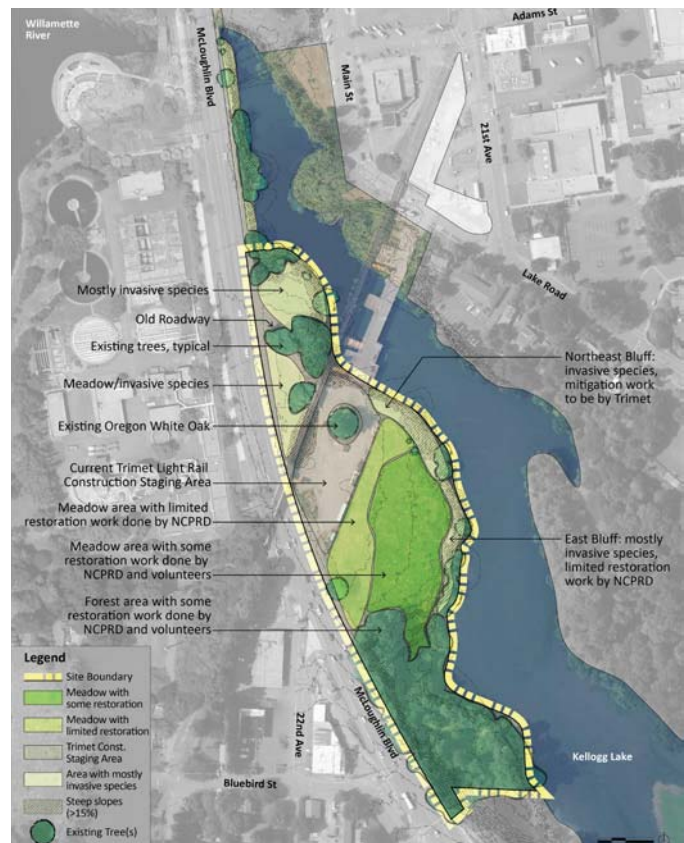 Willamette
River
McLoughlin Blvd
Main St
Adams St
21st Ave
Lake Road
Mostly invasive species
Old Roadway
Existing trees, typical
Meadow/invasive species
Existing Oregon White Oak
Current Trimet Light Rail
Construction Staging Area
Meadow area with limited
restoration work done by NCPRD
Meadow area with some
restoration work done by
NCPRD and volunteers
Forest area with some
restoration work done by
NCPRD and volunteers
Northeast Bluff:
invasive species,
mitigation work
to be by Trimet
East Bluff: mostly
invasive species,
limited restoration
work by NCPRD
Legend
Site Boundary
Meadow with
some restoration
Meadow with
limited restoration
Trimet Const.
Staging Area
Area with mostly
invasive species
Steep slopes
(>15%)
Existing Tree(s)
22nd Ave
McLoughlin Blvd
Bluebird St
Kellogg Lake